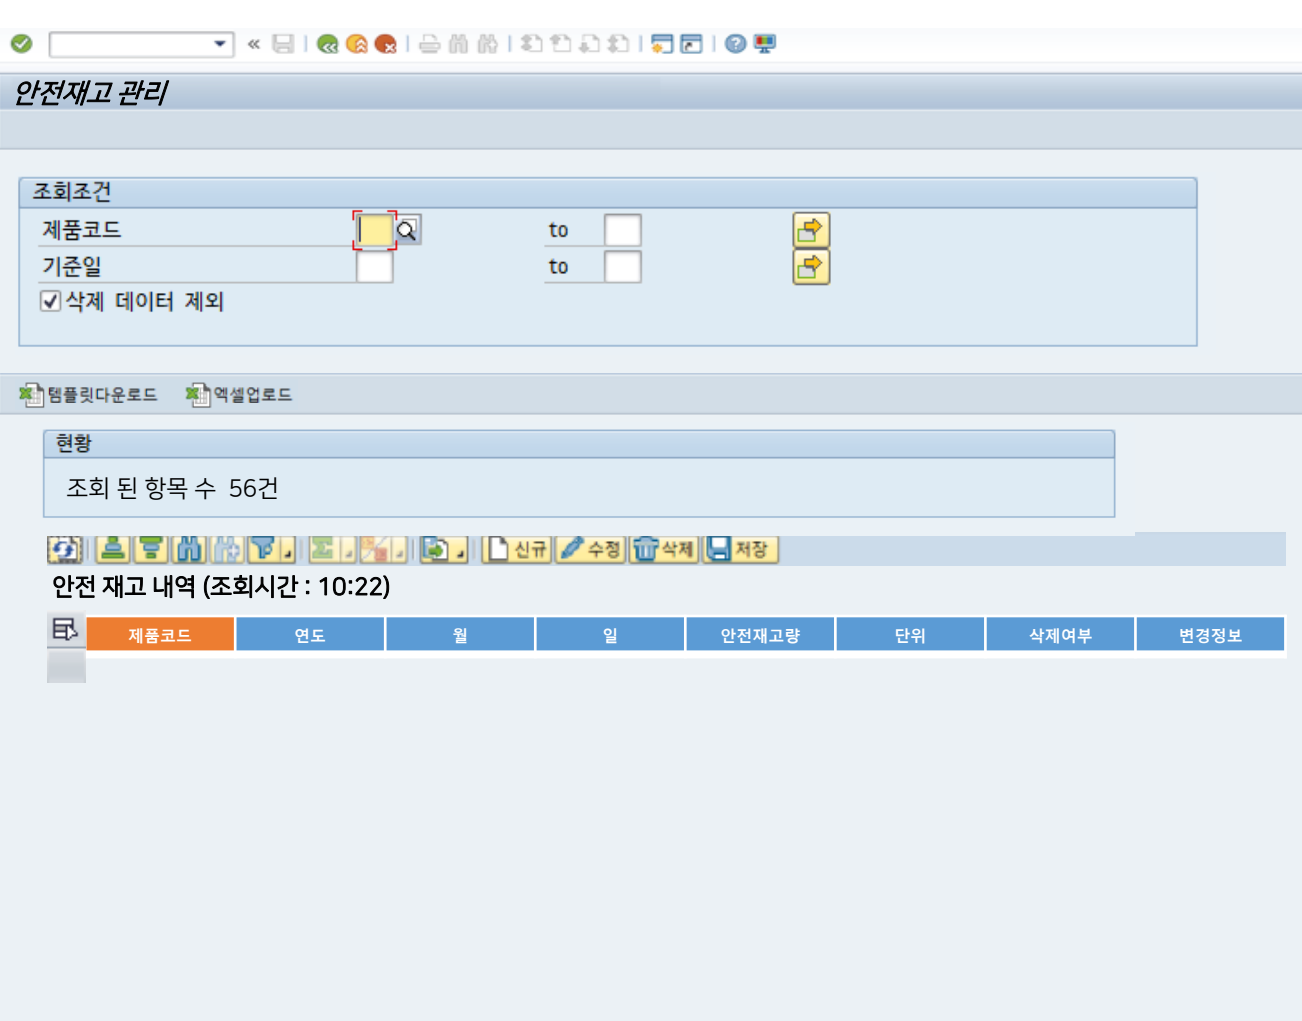 안전재고 관리
조회조건
제품코드 to
기준일 to
삭제 데이터 제외
템플릿다운로드 엑셀업로드
현황
조회 된 항목 수 56건
신규 수정 삭제 저장
안전 재고 내역 (조회시간 : 10:22)
제품코드 연도 월 일 안전재고량 단위 삭제여부 변경정보